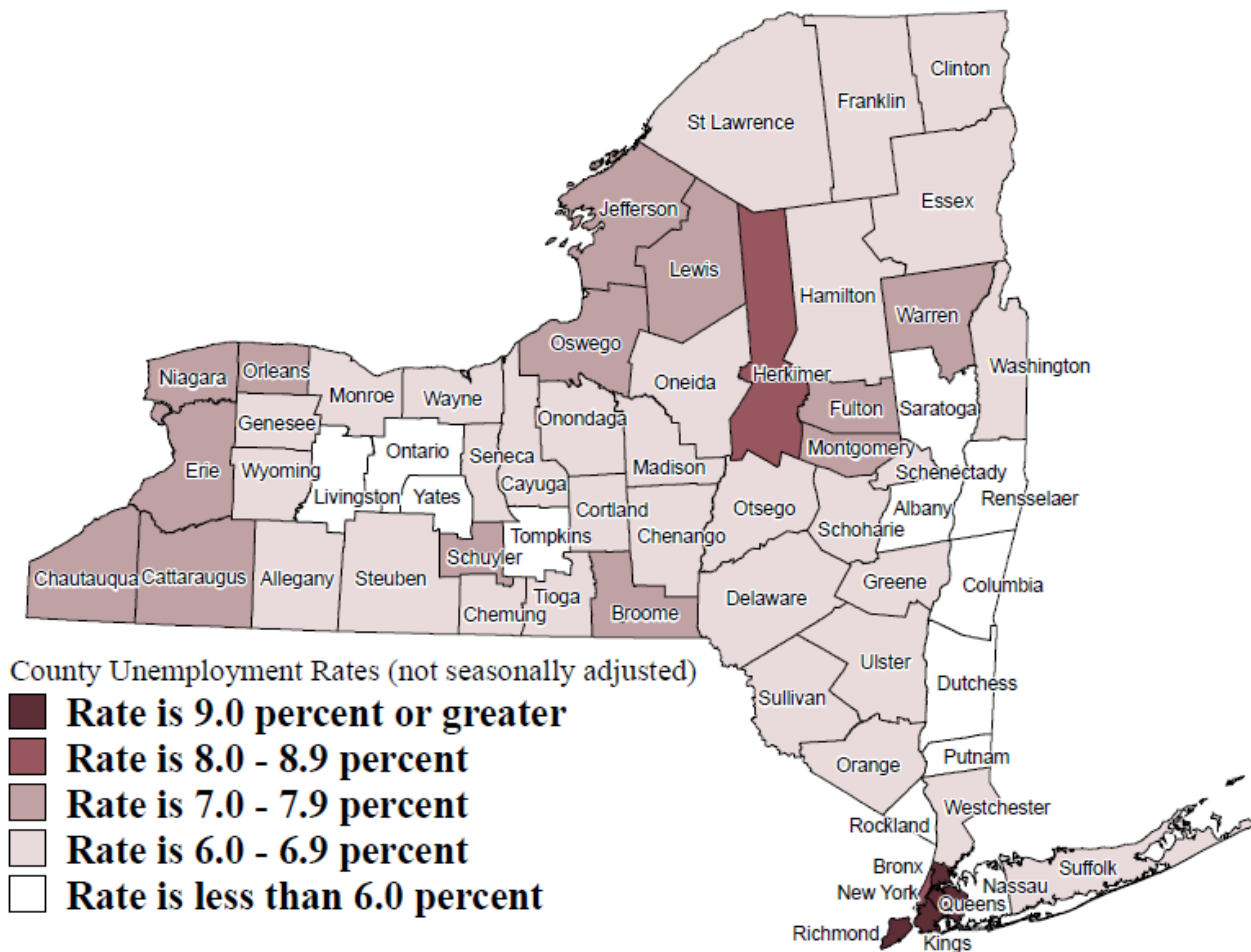 Clinton
Franklin
St Lawrence
Essex
Jefferson
Lewis
Hamilton
Warren
Oswego
Washington
Niagara
Orleans
Oneida
Herkimer
Monroe
Wayne
Fulton
Saratoga
Onondaga
Genesee
Ontario
Montgomery
Seneca
Madison
Schenectady
Erie
Wyoming
Cayuga
Livingston
Yates
Rensselaer
Albany
Otsego
Cortland
Tompkins
Chenango
Schoharie
Schuyler
Chautauqua
Cattaraugus
Allegany
Steuben
Greene
Columbia
Tioga
Delaware
Chemung
Broome
Ulster
Dutchess
Sullivan
Putnam
Orange
Westchester
Rockland
Bronx
Suffolk
Nassau
New York
Queens
Richmond
Kings
County Unemployment Rates (not seasonally adjusted)
Rate is 9.0 percent or greater
Rate is 8.0 - 8.9 percent
Rate is 7.0 - 7.9 percent
Rate is 6.0 - 6.9 percent
Rate is less than 6.0 percent